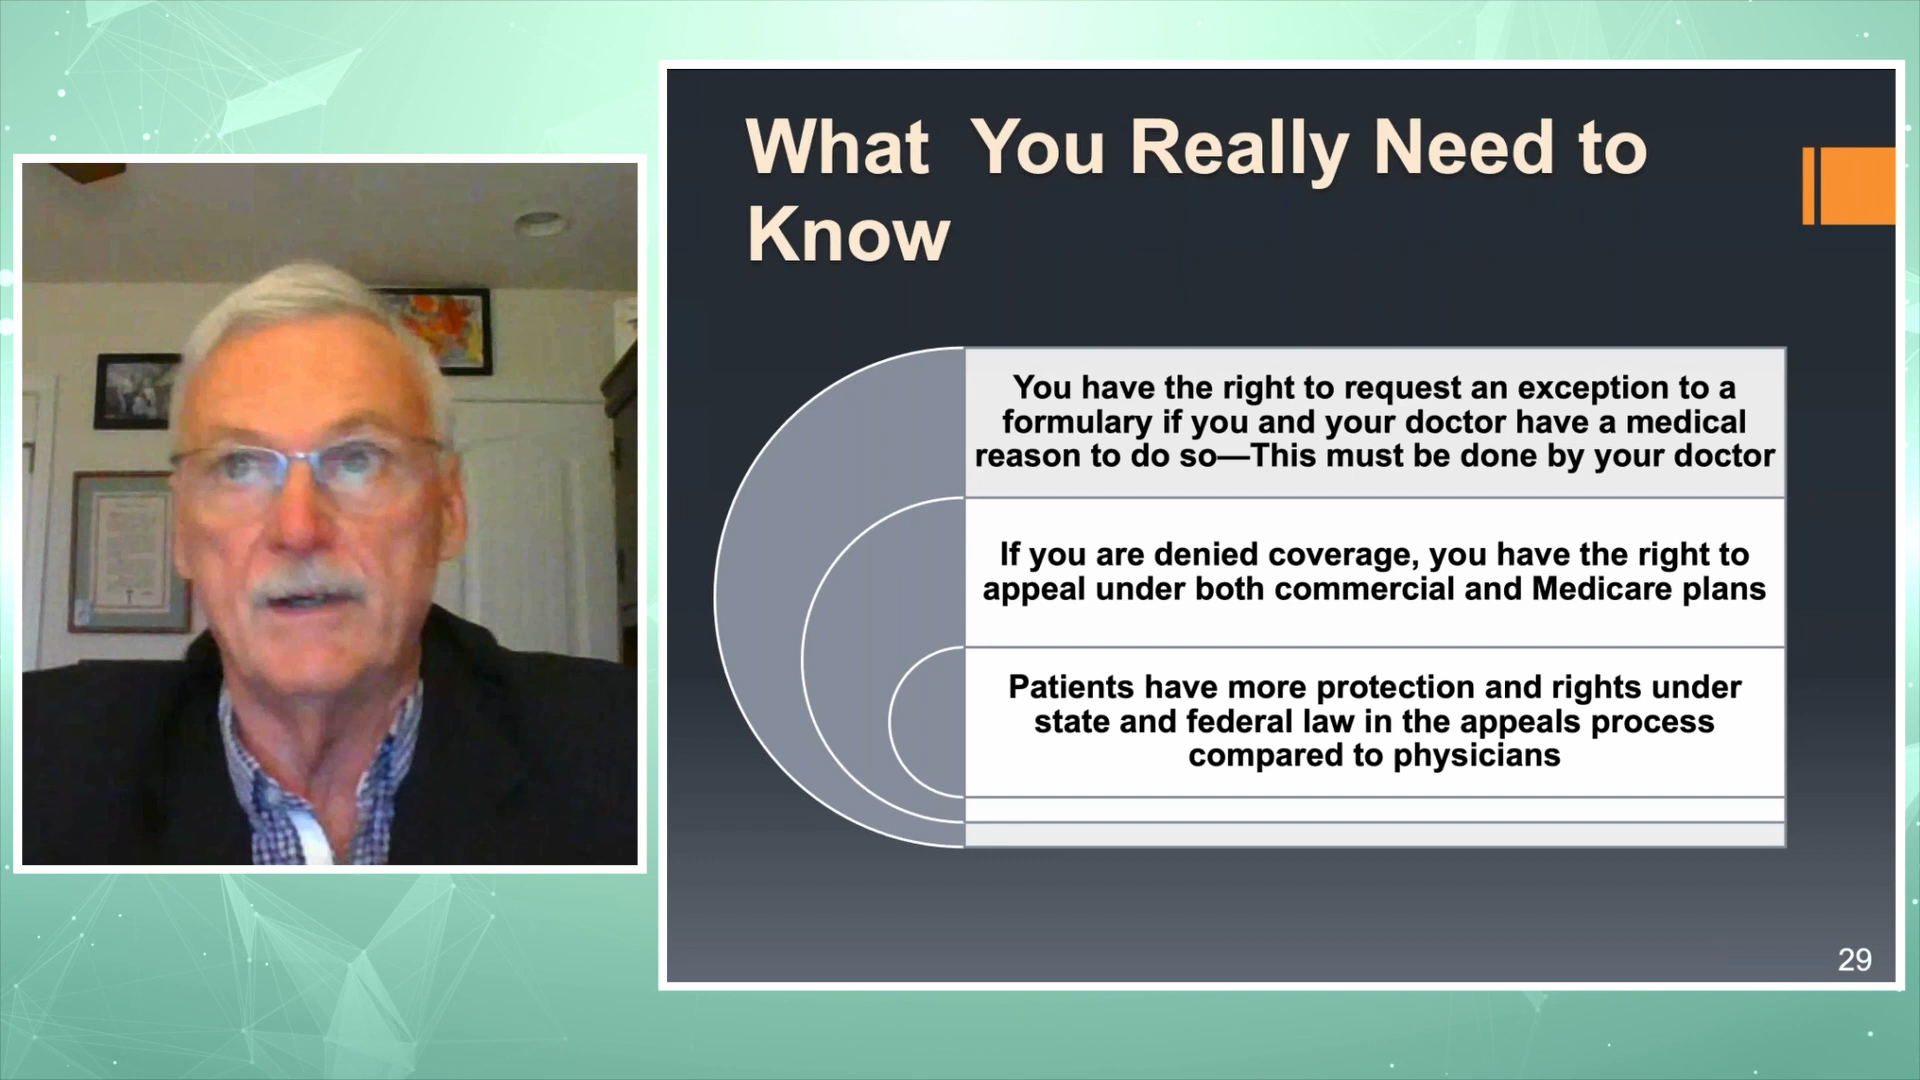 What  You Really Need to
Know
You have the right to request an exception to a
formulary if you and your doctor have a medical
reason to do so—This must be done by your doctor
If you are denied coverage, you have the right to
appeal under both commercial and Medicare plans
Patients have more protection and rights under
state and federal law in the appeals process
compared to physicians
29